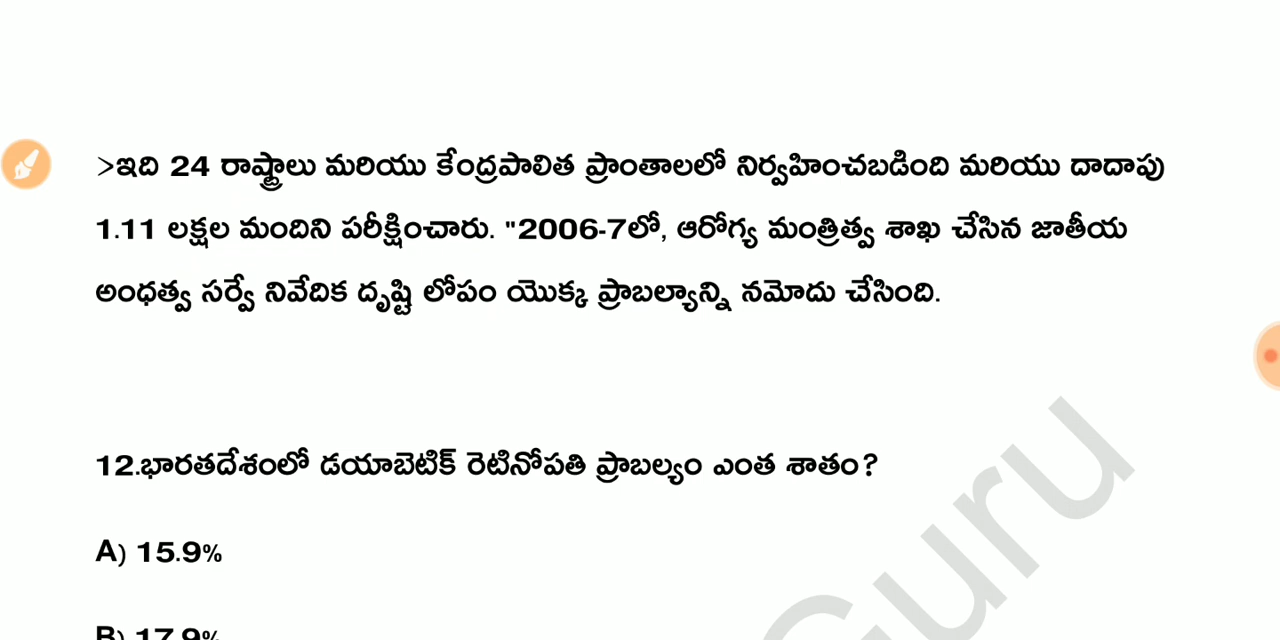 >ఇది 24 రాష్ట్రాలు మరియు కేంద్రపాలిత ప్రాంతాలలో నిర్వహించబడింది మరియు దాదాపు
1.11 లక్షల మందిని పరీక్షించారు. "2006-7లో, ఆరోగ్య మంత్రిత్వ శాఖ చేసిన జాతీయ
అంధత్వ సర్వే నివేదిక దృష్టి లోపం యొక్క ప్రాబల్యాన్ని నమోదు చేసింది.
12.భారతదేశంలో డయాబెటిక్ రెటినోపతి ప్రాబల్యం ఎంత శాతం?
A) 15.9%
B) 17.9%
Guru